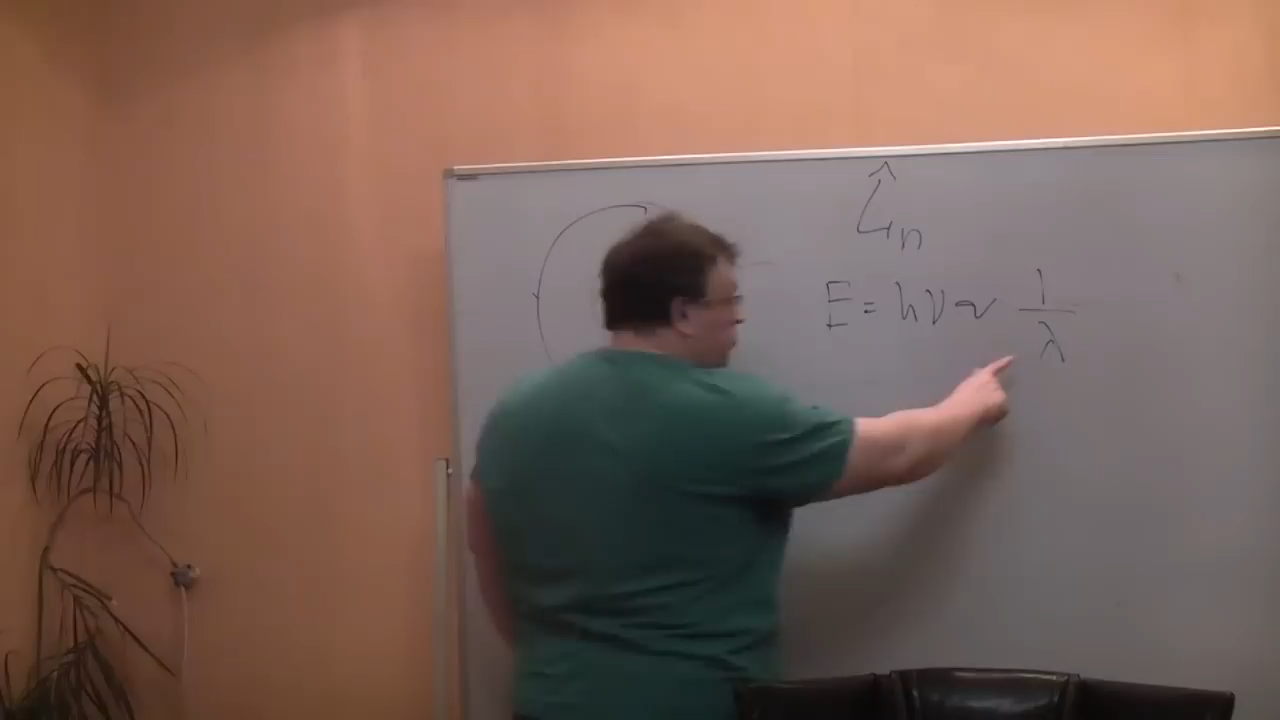 L̂n
E = hν ~ 1/λ